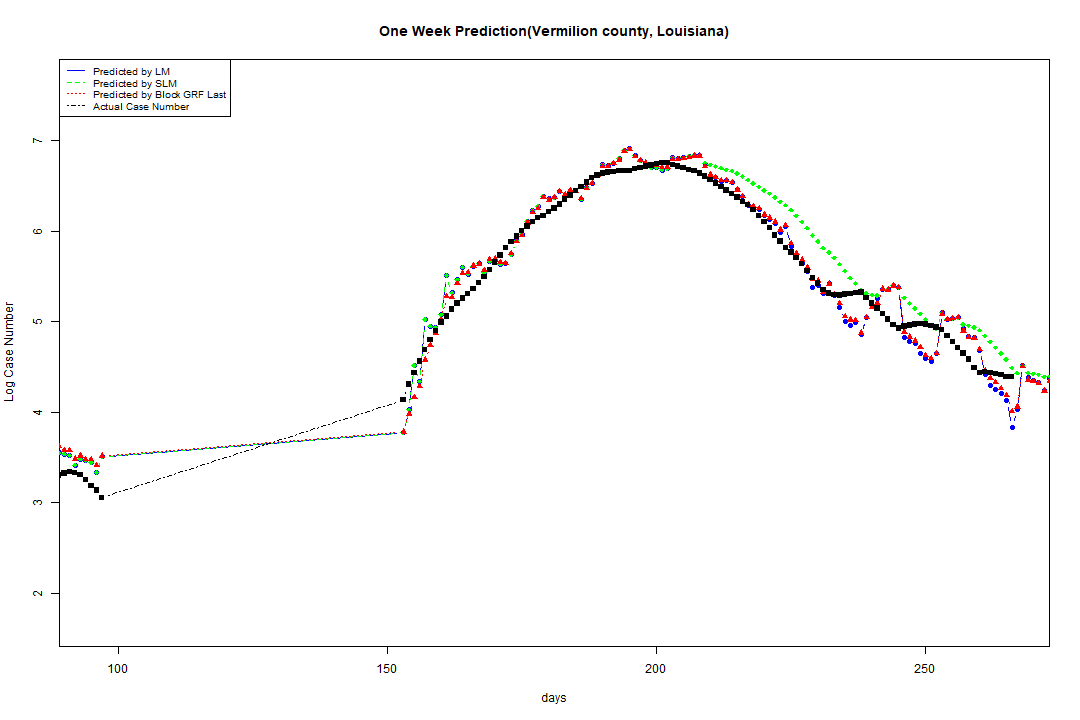 One Week Prediction(Vermilion county, Louisiana)
Predicted by LM
Predicted by SLM
Predicted by Block GRF Last
Actual Case Number
7
6
5
4
3
2
Log Case Number
100 150 200 250
days